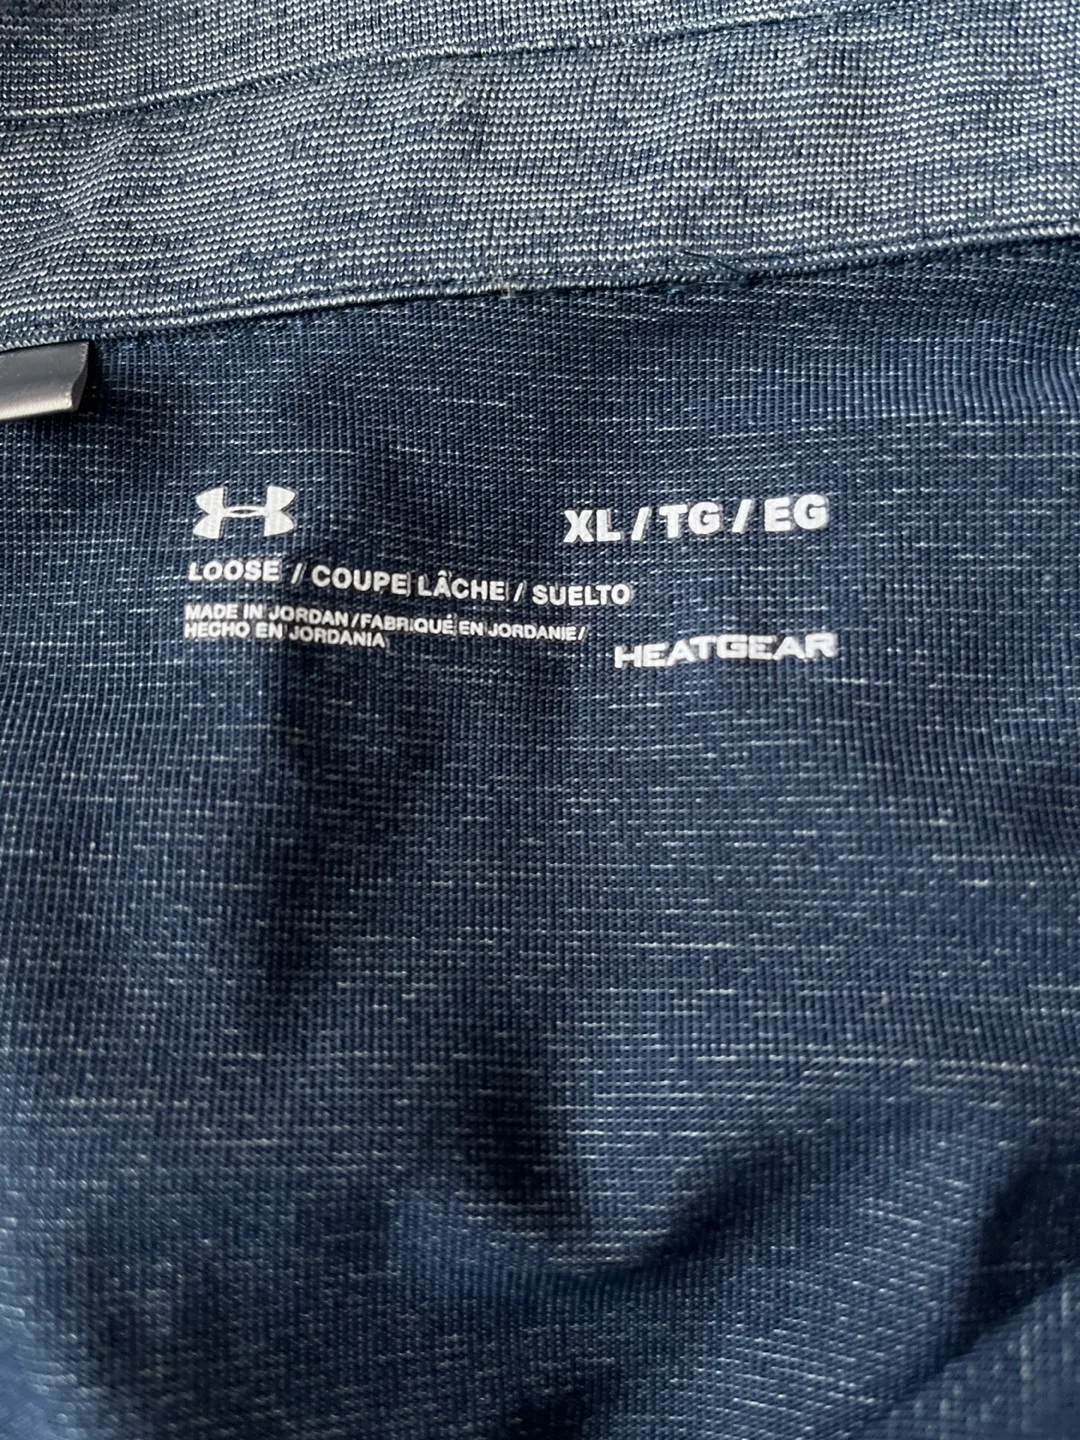 XL / TG / EG
LOOSE / COUPE LÂCHE / SUELTO
MADE IN JORDAN / FABRIQUÉ EN JORDANIE /
HECHO EN JORDANIA
HEATGEAR